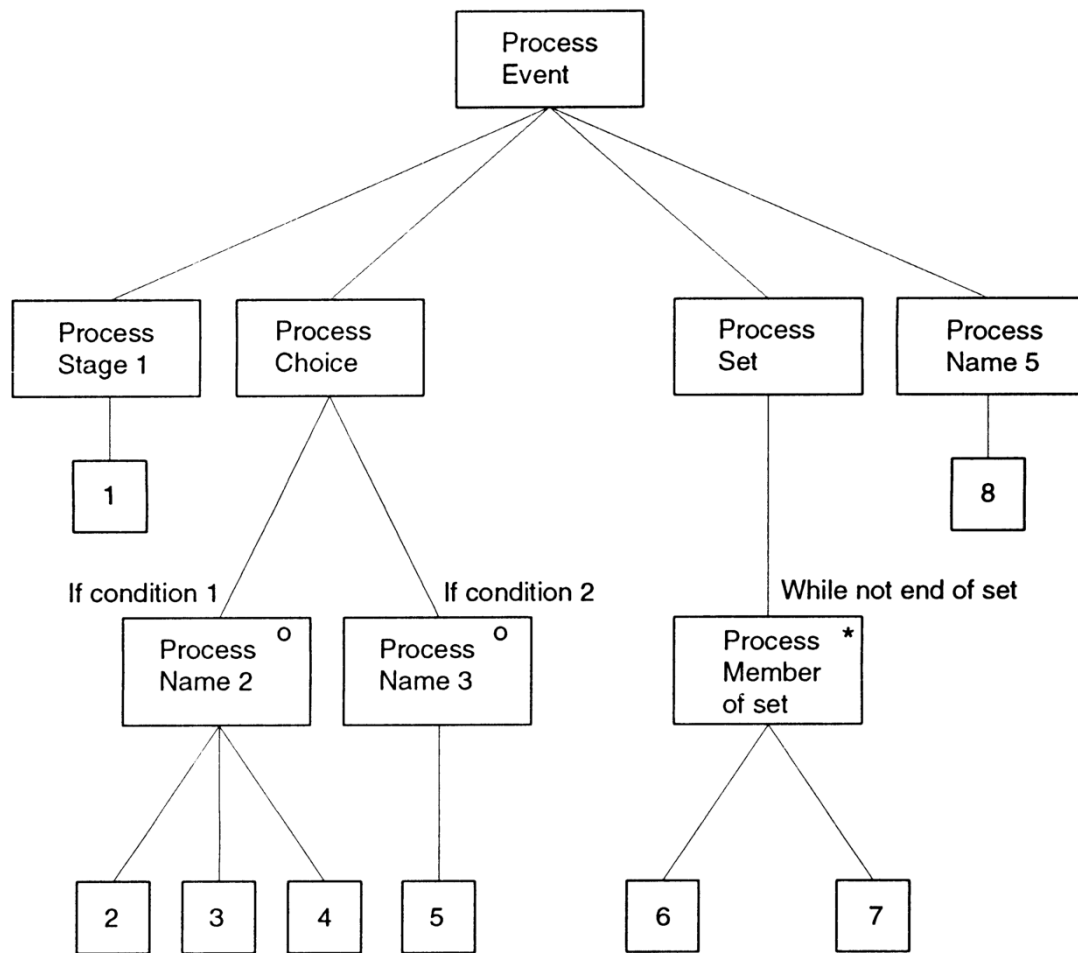 Process
Event
Process
Stage 1
Process
Choice
Process
Set
Process
Name 5
1
8
If condition 1
If condition 2
While not end of set
Process
Name 2
o
Process
Name 3
o
Process
Member
of set
*
2
3
4
5
6
7